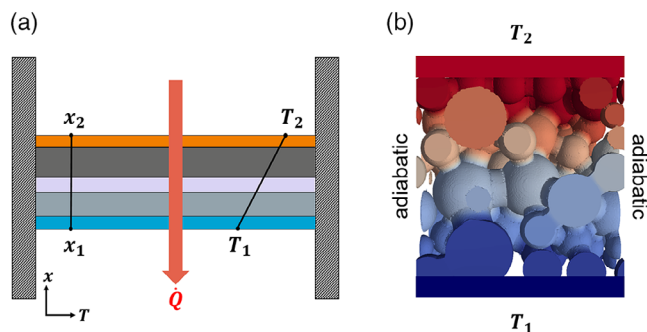 (a)
x₂
T₂
x₁
T₁
x
T
Q̇
(b)
T₂
adiabatic
adiabatic
T₁